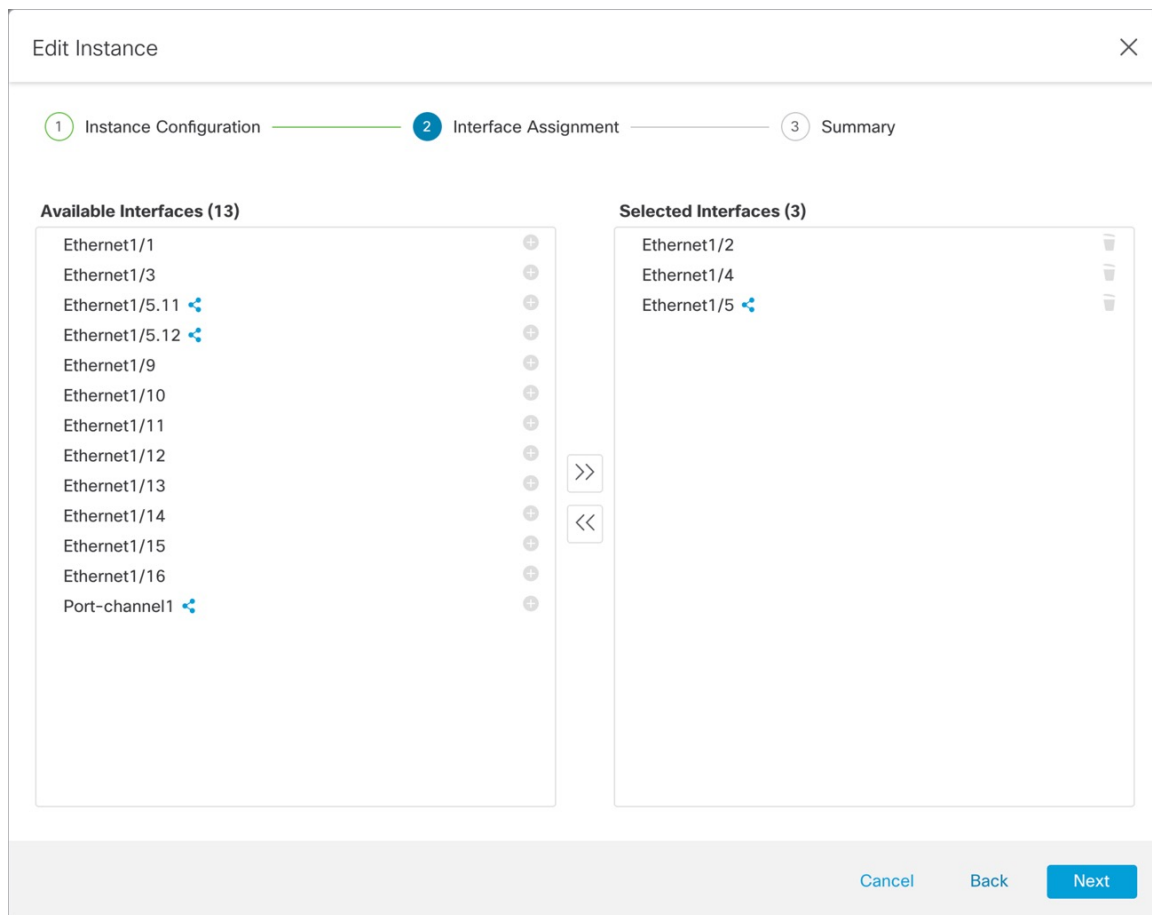 Edit Instance
1 Instance Configuration 2 Interface Assignment 3 Summary
Available Interfaces (13)
Ethernet1/1
Ethernet1/3
Ethernet1/5.11
Ethernet1/5.12
Ethernet1/9
Ethernet1/10
Ethernet1/11
Ethernet1/12
Ethernet1/13
Ethernet1/14
Ethernet1/15
Ethernet1/16
Port-channel1
Selected Interfaces (3)
Ethernet1/2
Ethernet1/4
Ethernet1/5
Cancel Back Next